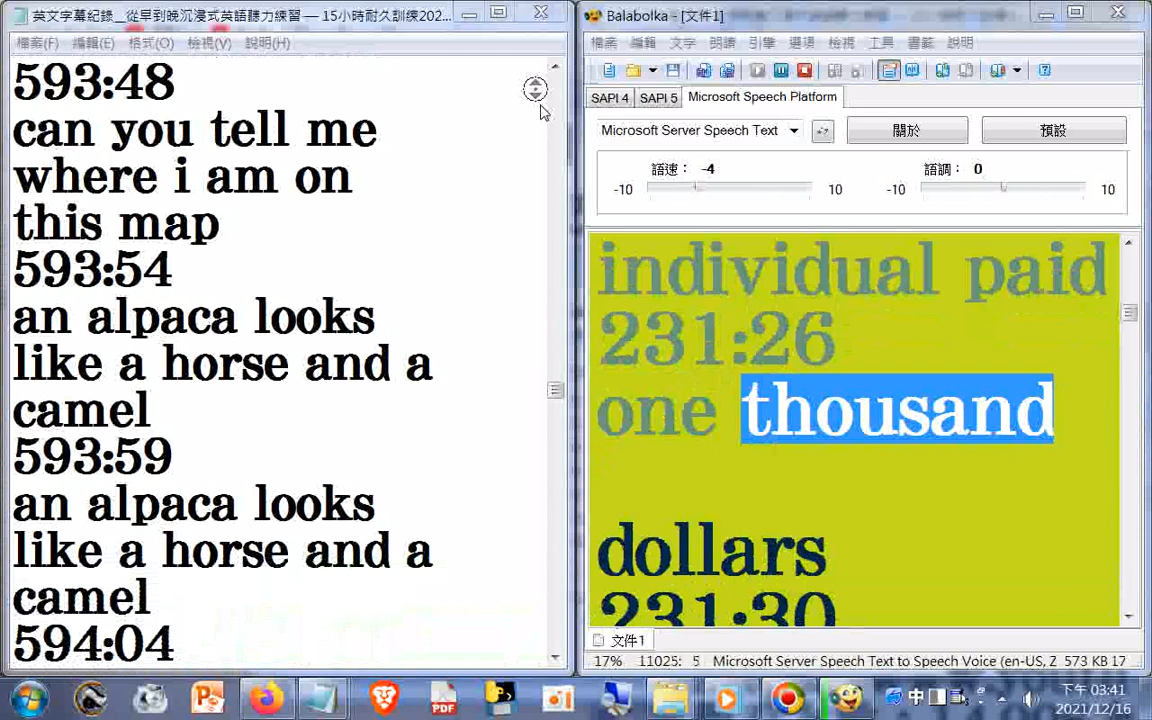 英文字幕紀錄__從早到晚沉浸式英語聽力練習 — 15小時耐久訓練202...
檔案(F) 編輯(E) 格式(O) 檢視(V) 說明(H)
593:48
can you tell me
where i am on
this map
593:54
an alpaca looks
like a horse and a
camel
593:59
an alpaca looks
like a horse and a
camel
594:04
Balabolka - [文件1]
檔案 編輯 文字 朗讀 引擎 選項 檢視 工具 書籤 說明
SAPI 4 SAPI 5 Microsoft Speech Platform
Microsoft Server Speech Text 關於 預設
語速: -4 語調: 0
-10 10 -10 10
individual paid
231:26
one thousand
dollars
231:30
文件1
17% 11025: 5 Microsoft Server Speech Text to Speech Voice (en-US, Z 573 KB 17
PDF
中
下午 03:41
2021/12/16